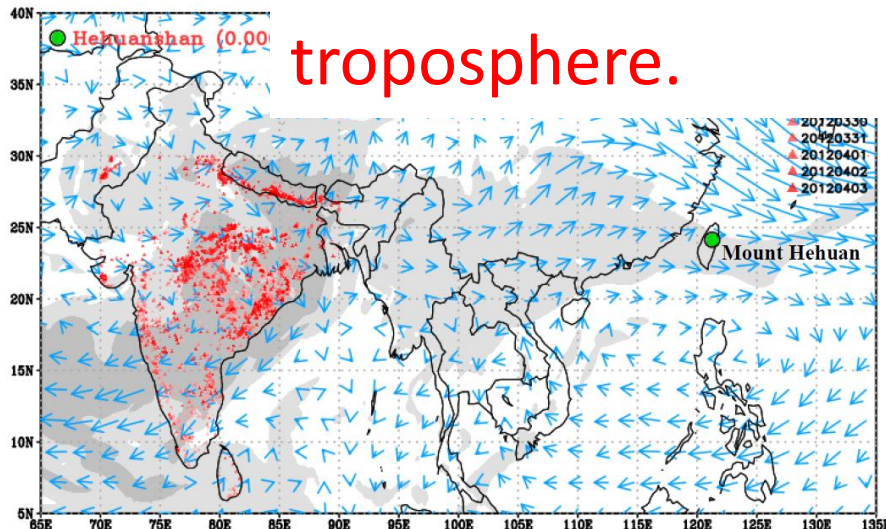 40N
Hehuanshan (0.00
troposphere.
35N
20120330
30N
20120331
20120401
20120402
20120403
25N
Mount Hehuan
20N
15N
10N
5N
65E 70E 75E 80E 85E 90E 95E 100E 105E 110E 115E 120E 125E 130E 135E